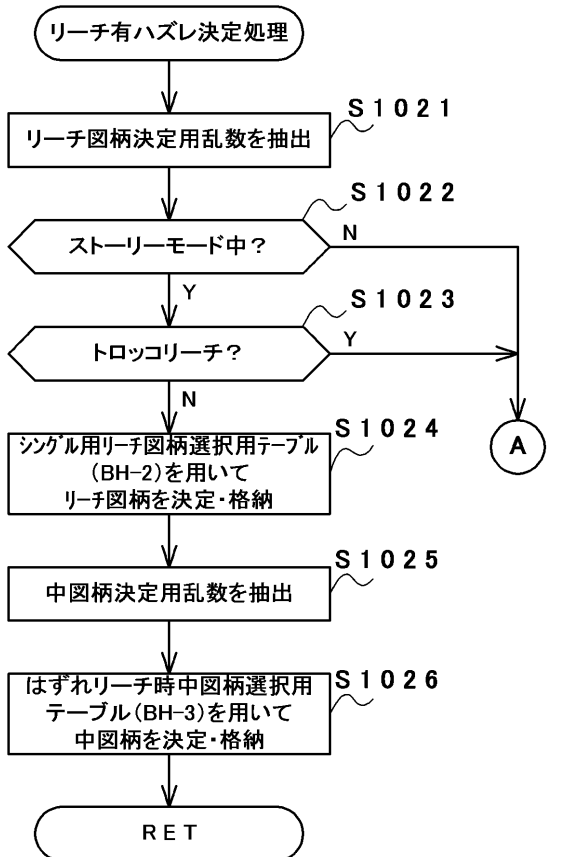 リーチ有ハズレ決定処理
S1021
リーチ図柄決定用乱数を抽出
S1022
ストーリーモード中？
N
Y
S1023
トロッコリーチ？
Y
N
A
S1024
シングル用リーチ図柄選択用テーブル
(BH-2)を用いて
リーチ図柄を決定・格納
S1025
中図柄決定用乱数を抽出
S1026
はずれリーチ時中図柄選択用
テーブル(BH-3)を用いて
中図柄を決定・格納
RET